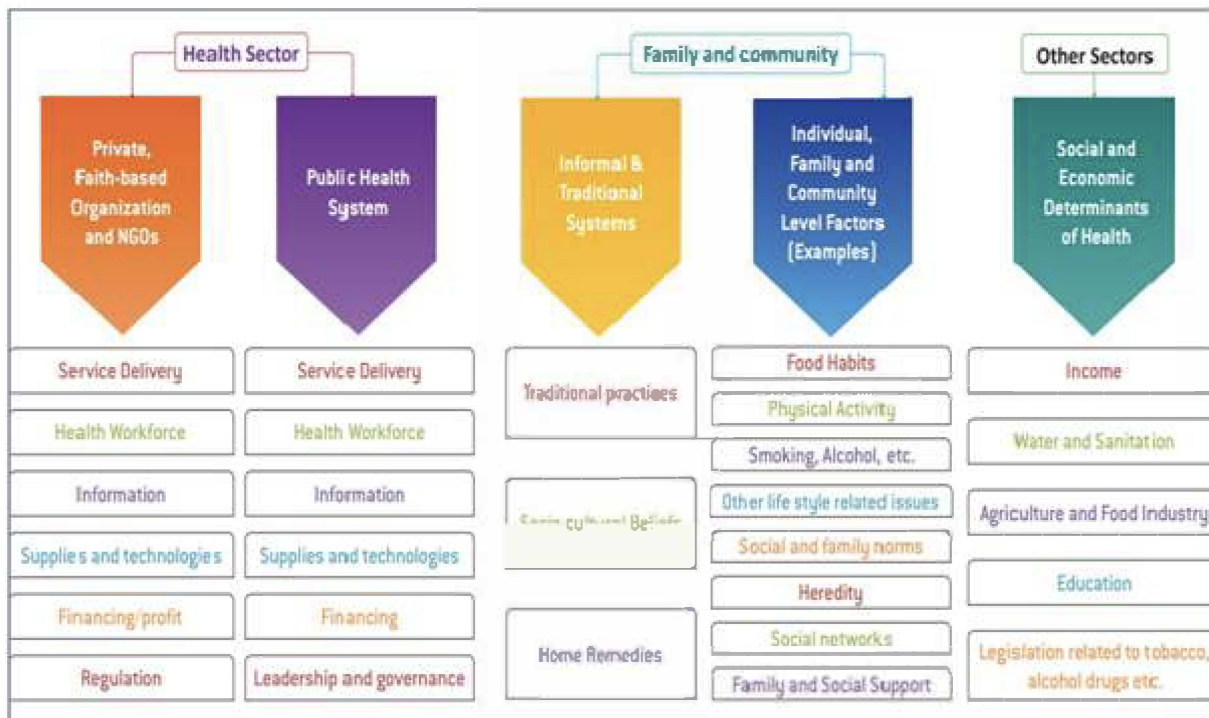 Health Sector
Family and community
Other Sectors
Private,
Faith-based
Organization
and NGOs
Public Health
System
Informal &
Traditional
Systems
Individual,
Family and
Community
Level Factors
(Examples)
Social and
Economic
Determinants
of Health
Service Delivery
Health Workforce
Information
Supplies and technologies
Financing/profit
Regulation
Service Delivery
Health Workforce
Information
Supplies and technologies
Financing
Leadership and governance
Traditional practices
Socio cultural Beliefs
Home Remedies
Food Habits
Physical Activity
Smoking, Alcohol, etc.
Other life style related issues
Social and family norms
Heredity
Social networks
Family and Social Support
Income
Water and Sanitation
Agriculture and Food Industry
Education
Legislation related to tobacco,
alcohol drugs etc.